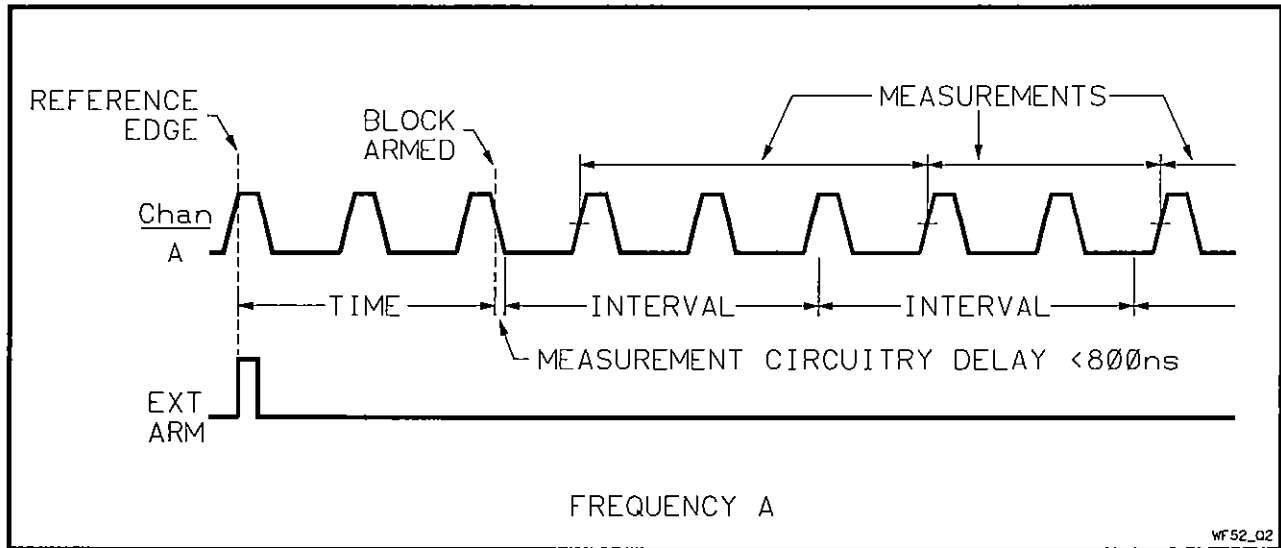 REFERENCE
EDGE
BLOCK
ARMED
MEASUREMENTS
Chan
A
TIME
INTERVAL
INTERVAL
MEASUREMENT CIRCUITRY DELAY <800ns
EXT
ARM
FREQUENCY A
WF52_02